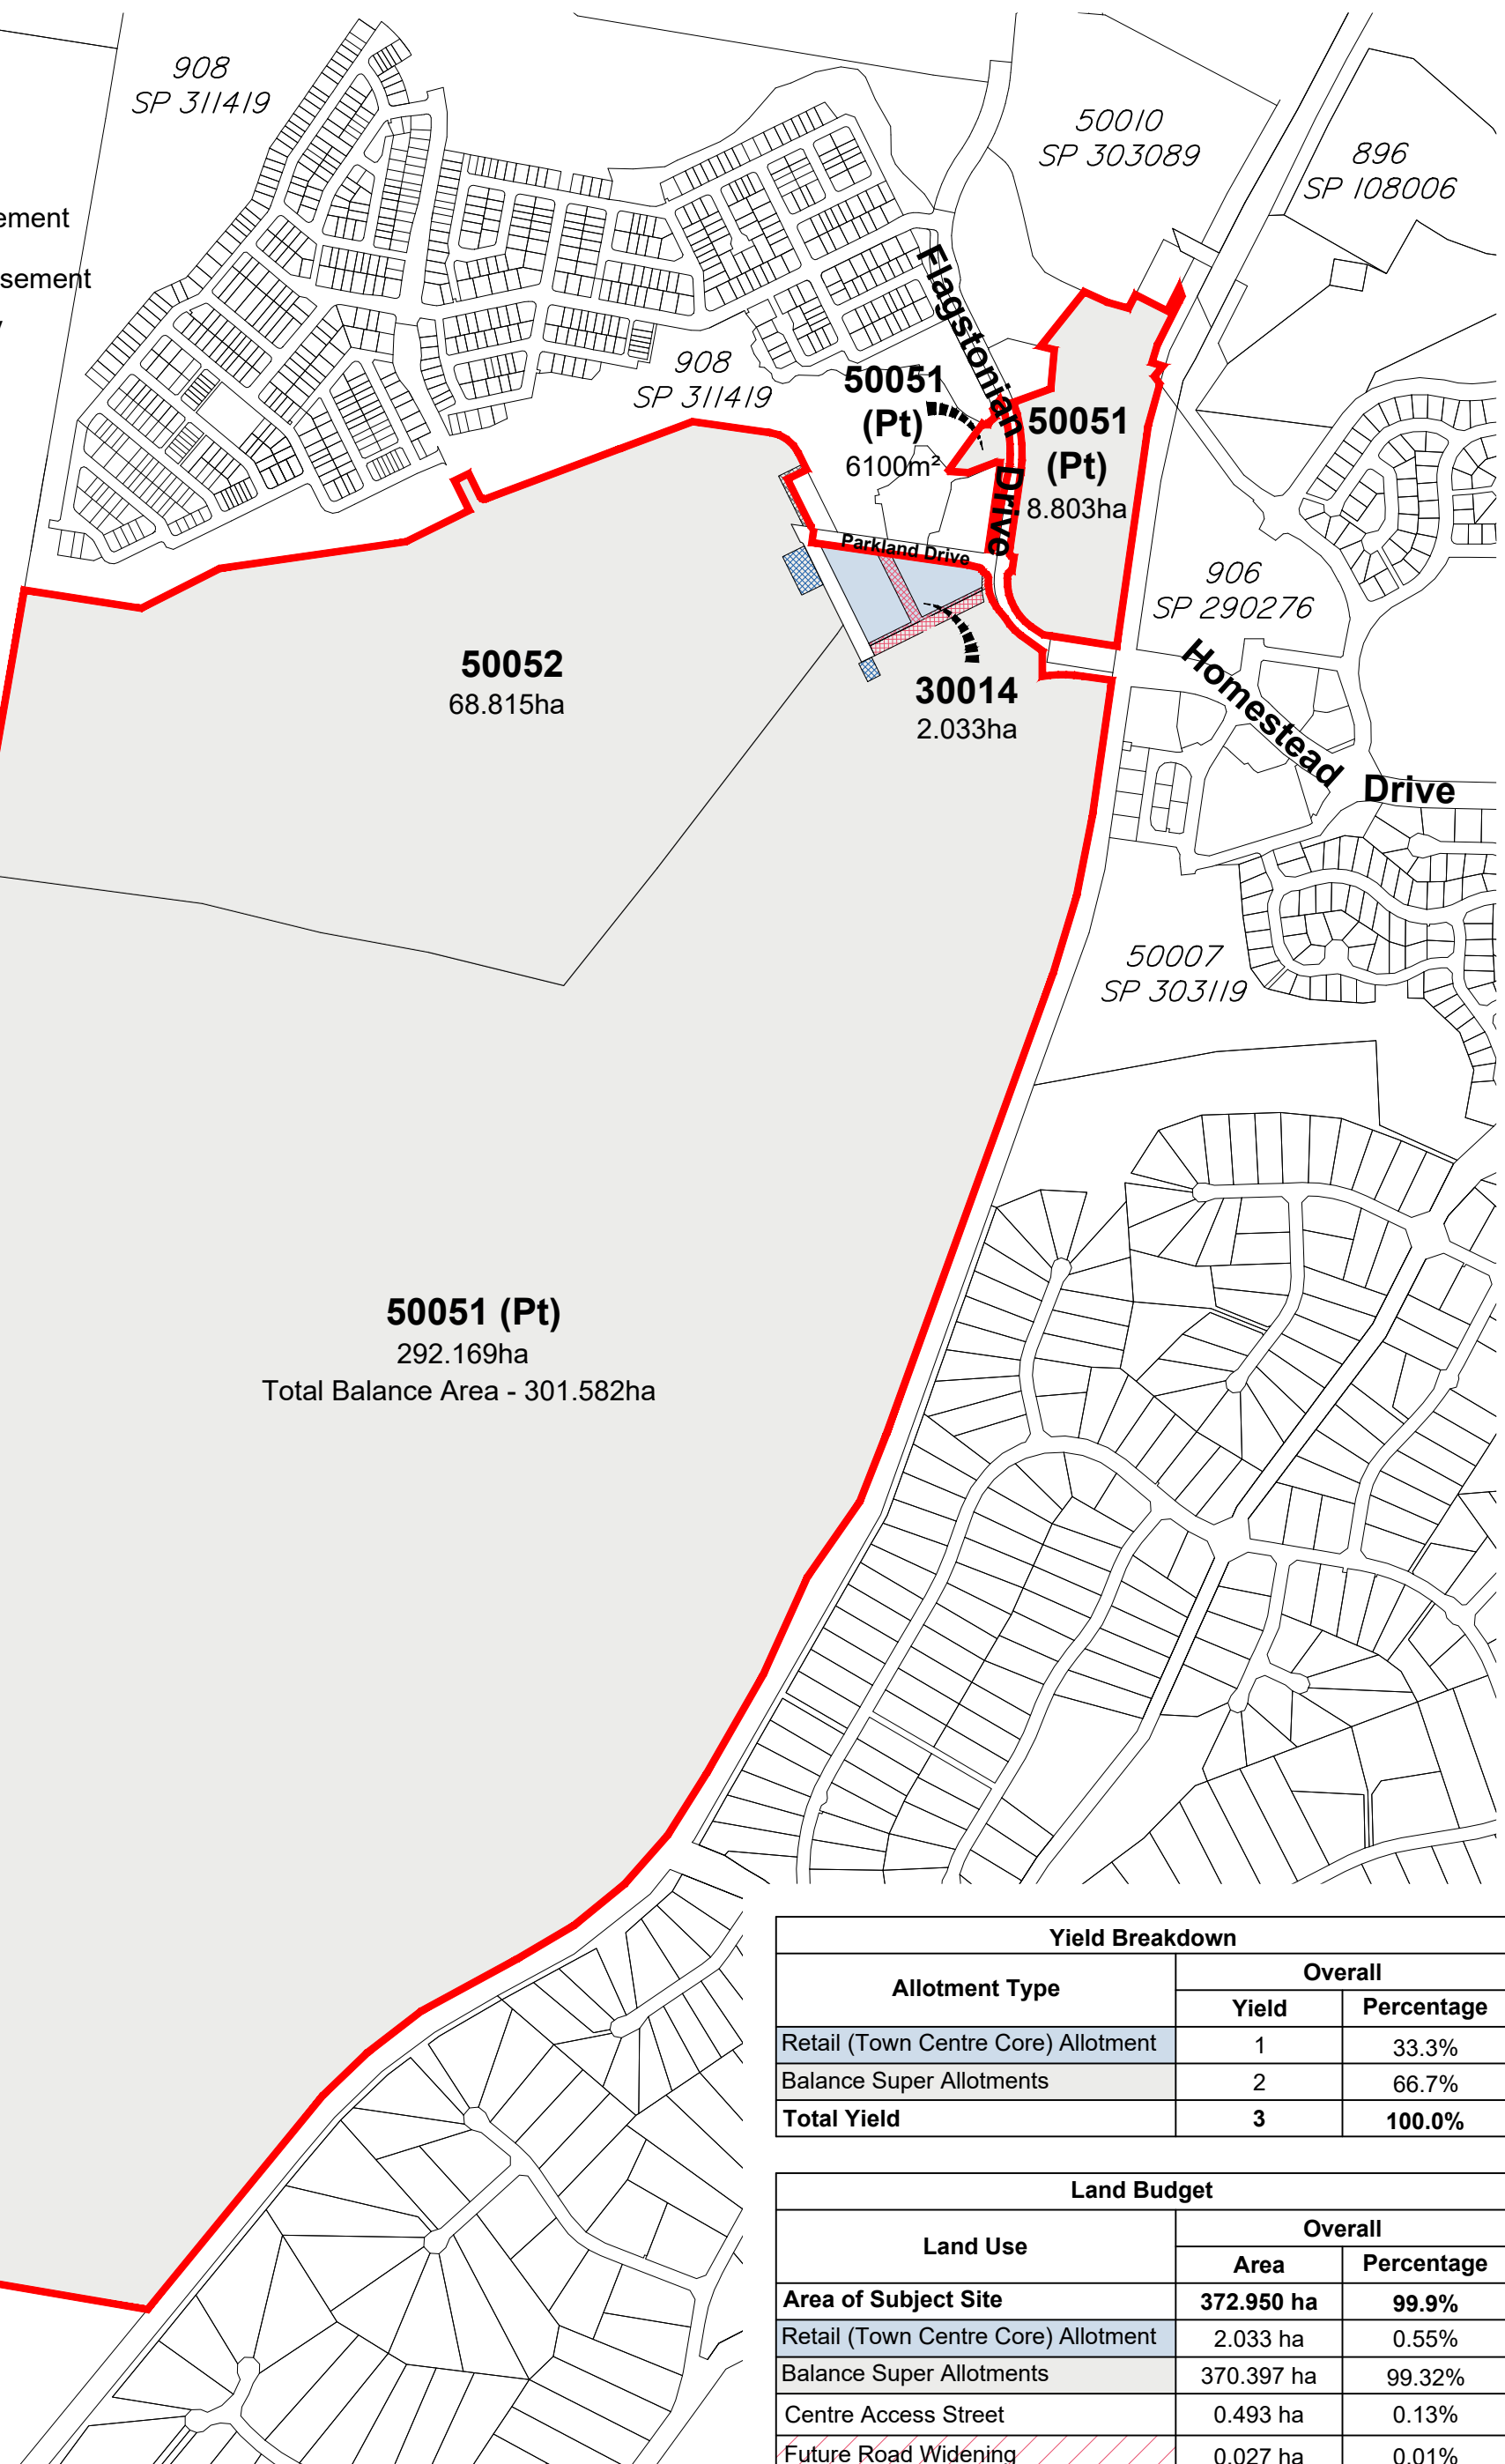 908
SP 311419
50010
SP 303089
896
SP 108006
ement
sement
Flagstonian Drive
908
SP 311419
50051
(Pt)
6100m²
50051
(Pt)
8.803ha
Parkland Drive
906
SP 290276
50052
68.815ha
30014
2.033ha
Homestead Drive
50007
SP 303119
50051 (Pt)
292.169ha
Total Balance Area - 301.582ha
Yield Breakdown
Allotment Type
Overall
Yield Percentage
Retail (Town Centre Core) Allotment 1 33.3%
Balance Super Allotments 2 66.7%
Total Yield 3 100.0%
Land Budget
Land Use
Overall
Area Percentage
Area of Subject Site 372.950 ha 99.9%
Retail (Town Centre Core) Allotment 2.033 ha 0.55%
Balance Super Allotments 370.397 ha 99.32%
Centre Access Street 0.493 ha 0.13%
Future Road Widening 0.027 ha 0.01%